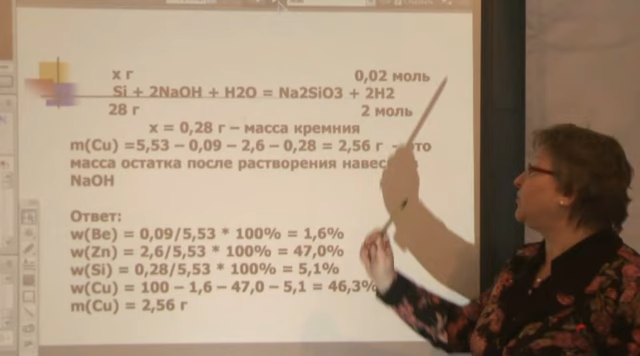 х г 0,02 моль
Si + 2NaOH + H2O = Na2SiO3 + 2H2
28 г 2 моль
х = 0,28 г – масса кремния
m(Cu) =5,53 – 0,09 – 2,6 – 0,28 = 2,56 г
масса остатка после растворения
NaOH
Ответ:
w(Be) = 0,09/5,53 * 100% = 1,6%
w(Zn) = 2,6/5,53 * 100% = 47,0%
w(Si) = 0,28/5,53 * 100% = 5,1%
w(Cu) = 100 – 1,6 – 47,0 – 5,1 = 46,3%
m(Cu) = 2,56 г